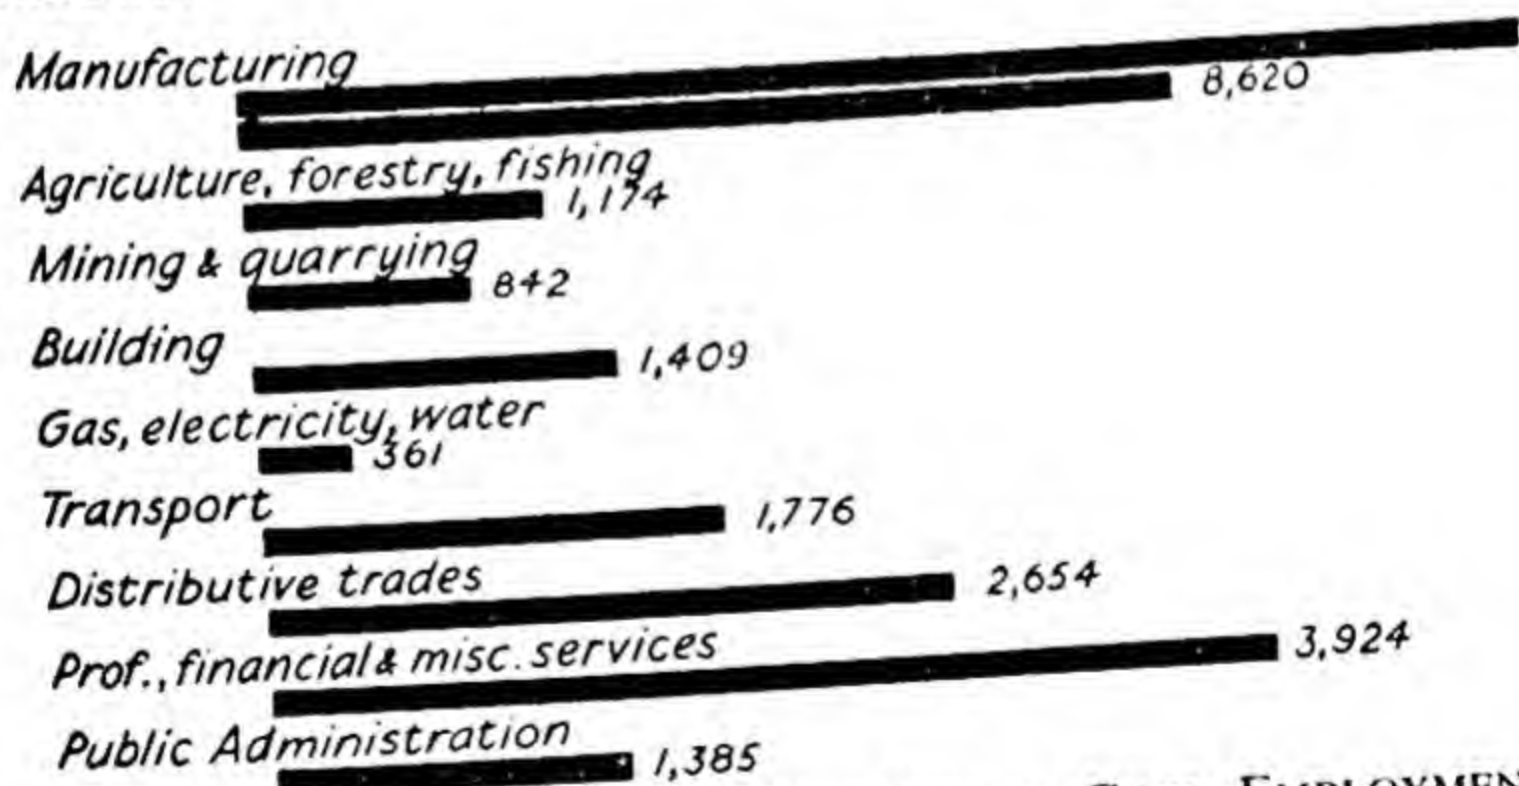 Manufacturing
8,620
Agriculture, forestry, fishing
1,174
Mining & quarrying
842
Building
1,409
Gas, electricity, water
361
Transport
1,776
Distributive trades
2,654
Prof., financial & misc. services
3,924
Public Administration
1,385